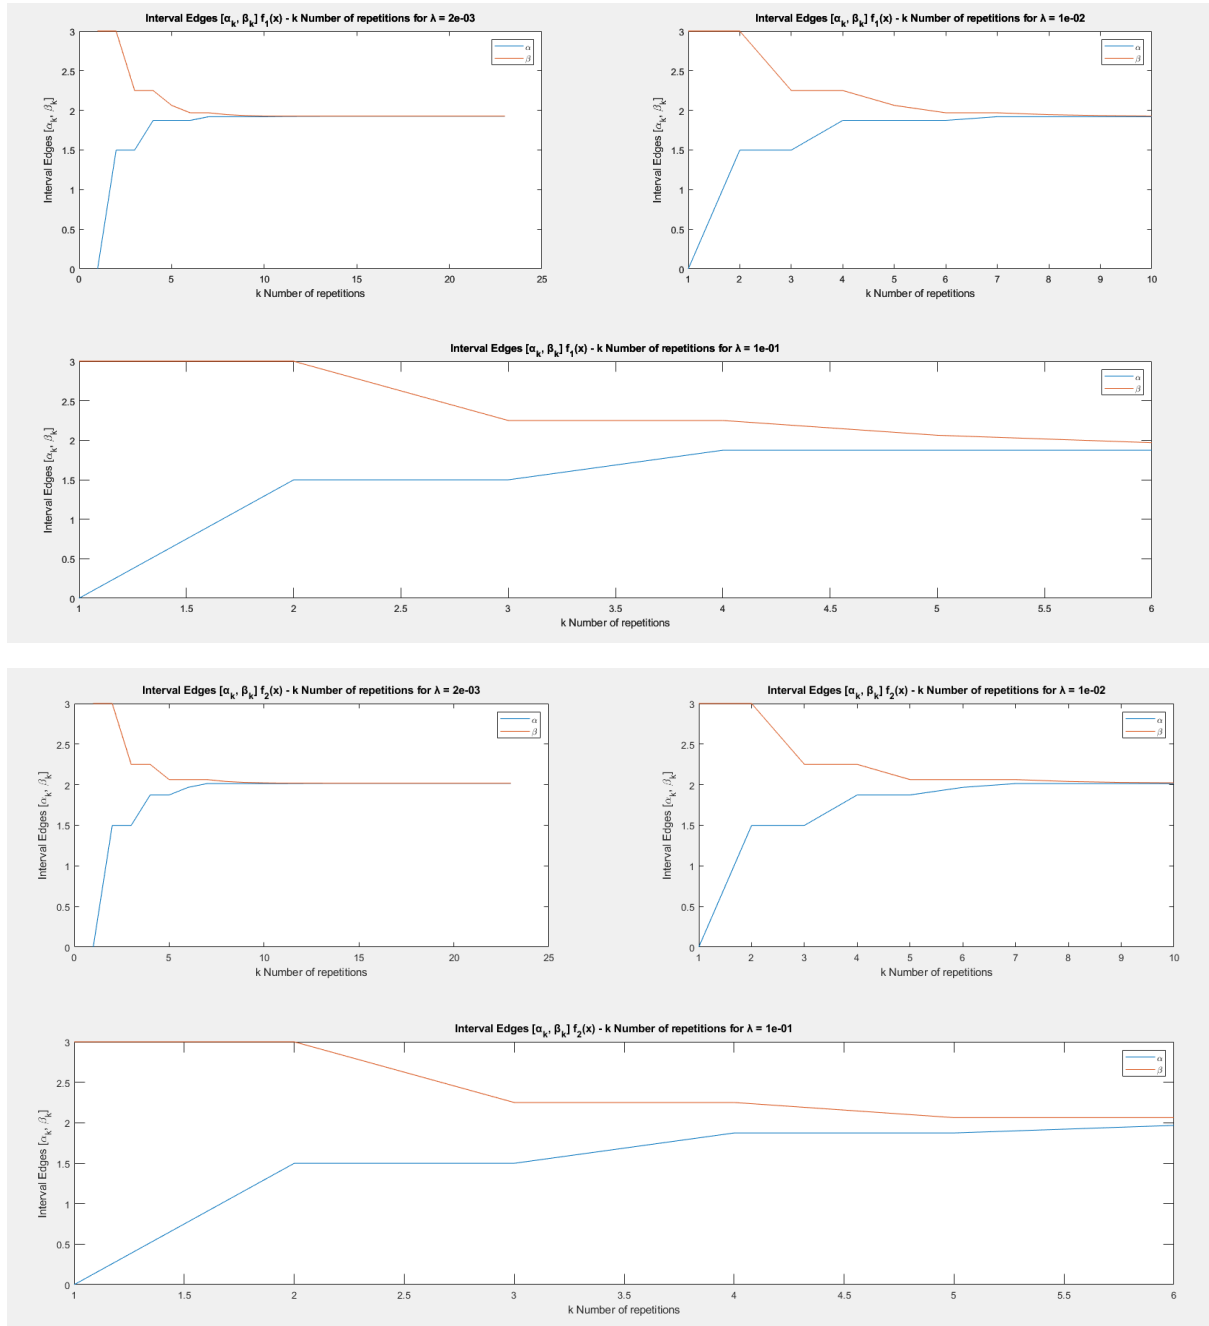 Interval Edges [αk, βk] f1(x) - k Number of repetitions for λ = 2e-03
Interval Edges [αk, βk]
3
2.5
2
1.5
1
0.5
0
0 5 10 15 20 25
k Number of repetitions
α
β
Interval Edges [αk, βk] f1(x) - k Number of repetitions for λ = 1e-02
Interval Edges [αk, βk]
3
2.5
2
1.5
1
0.5
0
1 2 3 4 5 6 7 8 9 10
k Number of repetitions
α
β
Interval Edges [αk, βk] f1(x) - k Number of repetitions for λ = 1e-01
Interval Edges [αk, βk]
3
2.5
2
1.5
1
0.5
0
1 1.5 2 2.5 3 3.5 4 4.5 5 5.5 6
k Number of repetitions
α
β
Interval Edges [αk, βk] f2(x) - k Number of repetitions for λ = 2e-03
Interval Edges [αk, βk]
3
2.5
2
1.5
1
0.5
0
0 5 10 15 20 25
k Number of repetitions
α
β
Interval Edges [αk, βk] f2(x) - k Number of repetitions for λ = 1e-02
Interval Edges [αk, βk]
3
2.5
2
1.5
1
0.5
0
1 2 3 4 5 6 7 8 9 10
k Number of repetitions
α
β
Interval Edges [αk, βk] f2(x) - k Number of repetitions for λ = 1e-01
Interval Edges [αk, βk]
3
2.5
2
1.5
1
0.5
0
1 1.5 2 2.5 3 3.5 4 4.5 5 5.5 6
k Number of repetitions
α
β